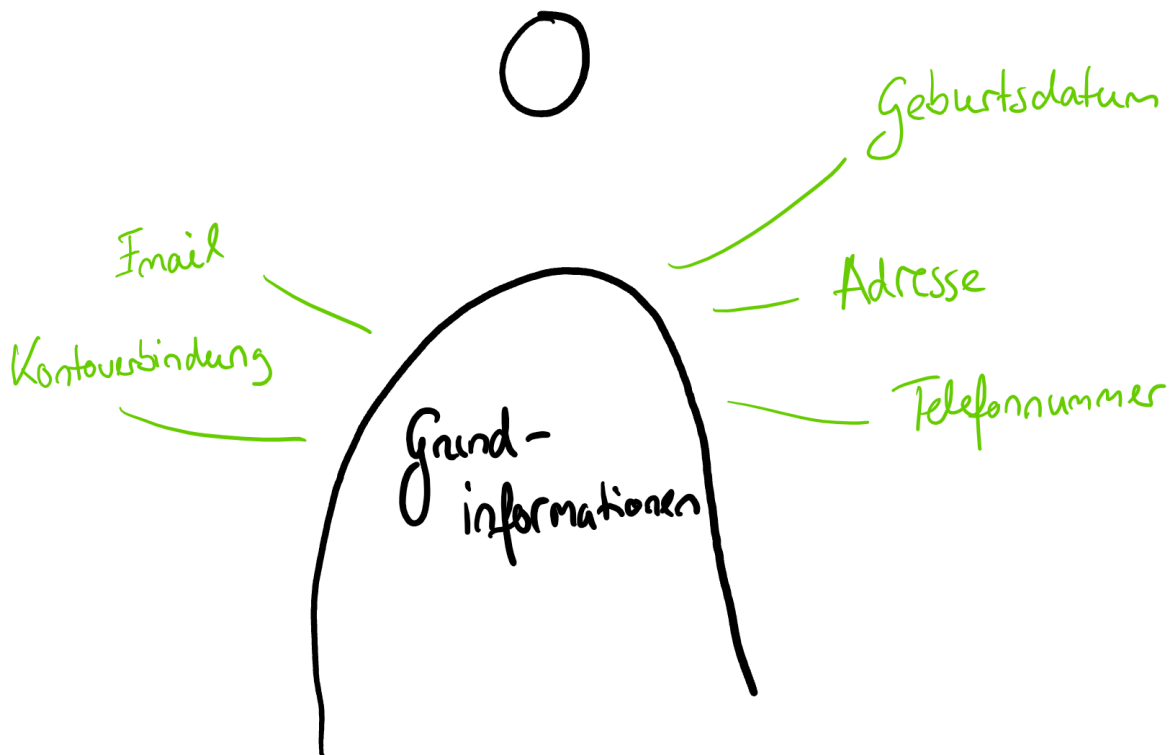 Geburtsdatum
Email
Adresse
Kontoverbindung
Telefonnummer
Grund-
informationen